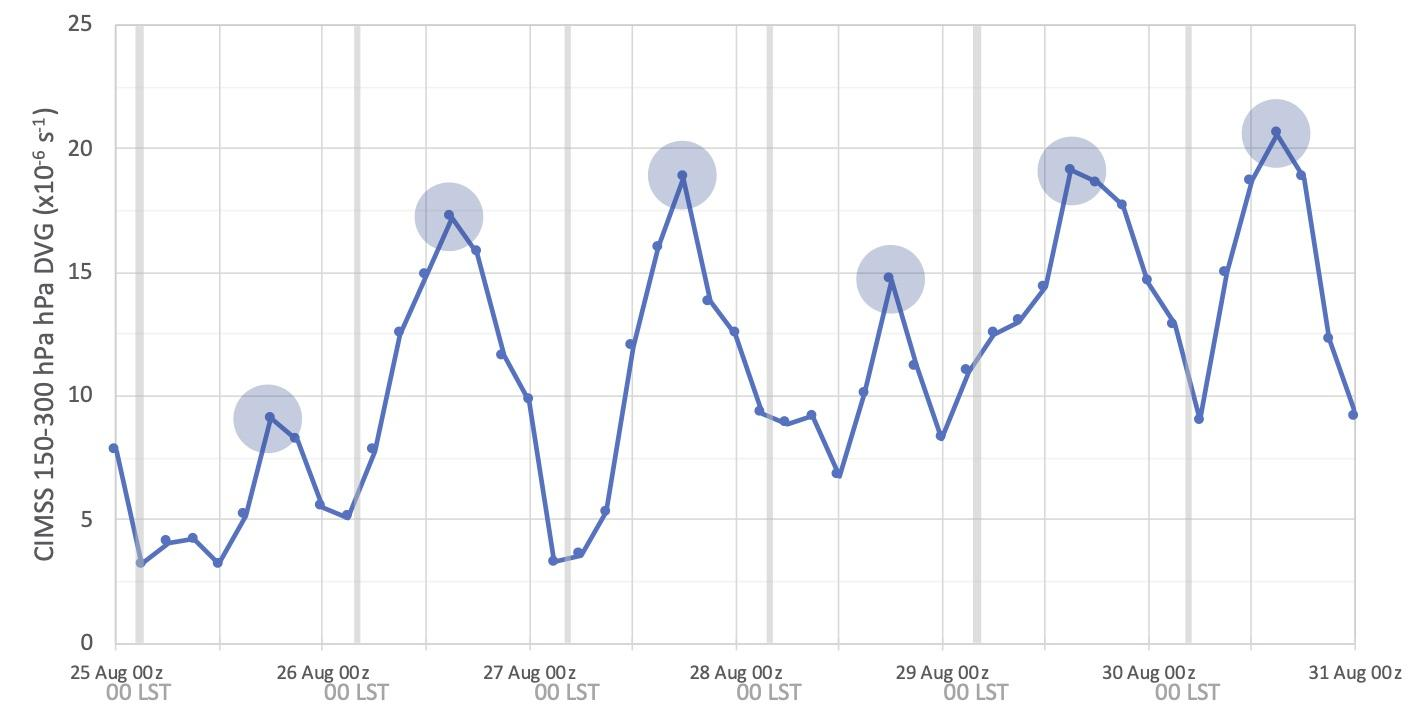 CIMSS 150-300 hPa hPa DVG (x10⁻⁶ s⁻¹)
25
20
15
10
5
0
25 Aug 00z 26 Aug 00z 27 Aug 00z 28 Aug 00z 29 Aug 00z 30 Aug 00z 31 Aug 00z
00 LST 00 LST 00 LST 00 LST 00 LST 00 LST